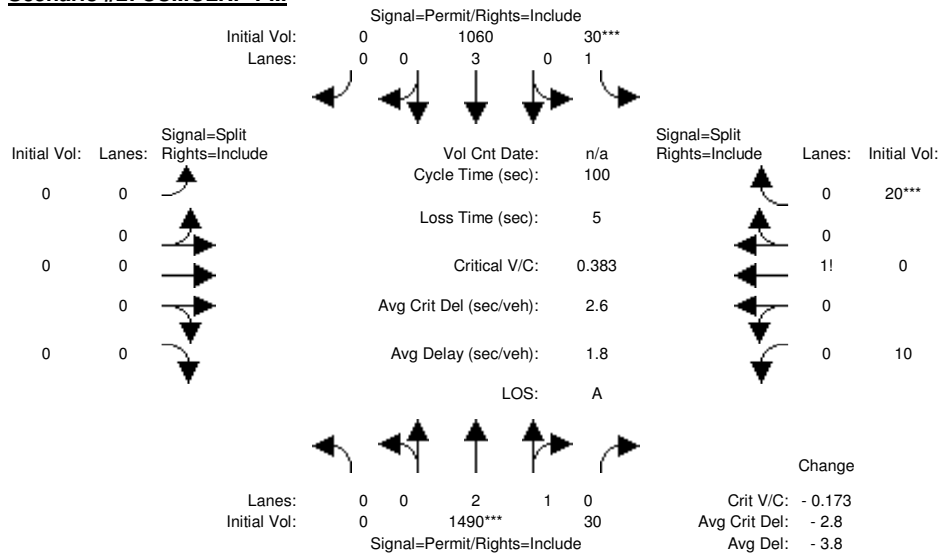 Signal=Permit/Rights=Include
Initial Vol: 0 1060 30***
Lanes: 0 0 3 0 1
Signal=Split Signal=Split
Initial Vol: Lanes: Rights=Include Vol Cnt Date: n/a Rights=Include Lanes: Initial Vol:
Cycle Time (sec): 100
0 0 0 20***
Loss Time (sec): 5
0 0
0 0 Critical V/C: 0.383 1! 0
0 Avg Crit Del (sec/veh): 2.6 0
0 0 Avg Delay (sec/veh): 1.8 0 10
LOS: A
Change
Lanes: 0 0 2 1 0 Crit V/C: - 0.173
Initial Vol: 0 1490*** 30 Avg Crit Del: - 2.8
Signal=Permit/Rights=Include Avg Del: - 3.8